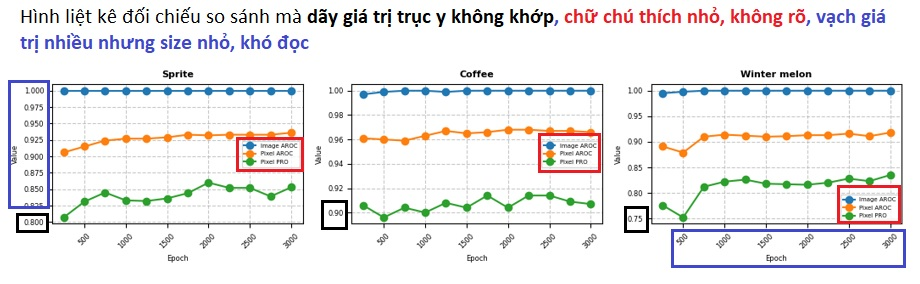 Hình liệt kê đối chiếu so sánh mà dãy giá trị trục y không khớp, chữ chú thích nhỏ, không rõ, vạch giá
trị nhiều nhưng size nhỏ, khó đọc
Sprite
1.000
0.975
0.950
0.925
0.900
0.875
0.850
0.825
0.800
Value
Image AROC
Pixel AROC
Pixel PRO
500
1000
1500
2000
2500
3000
Epoch
Coffee
1.00
0.98
0.96
0.94
0.92
0.90
Value
Image AROC
Pixel AROC
Pixel PRO
500
1000
1500
2000
2500
3000
Epoch
Winter melon
1.00
0.95
0.90
0.85
0.80
0.75
Value
Image AROC
Pixel AROC
Pixel PRO
500
1000
1500
2000
2500
3000
Epoch